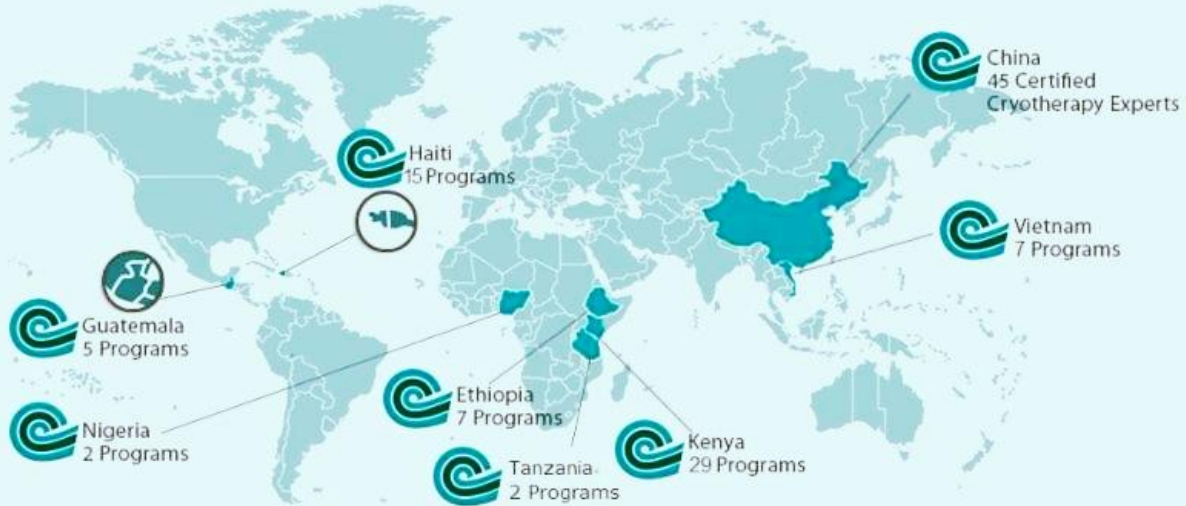 China
45 Certified
Cryotherapy Experts
Haiti
15 Programs
Vietnam
7 Programs
Guatemala
5 Programs
Ethiopia
7 Programs
Nigeria
2 Programs
Kenya
29 Programs
Tanzania
2 Programs